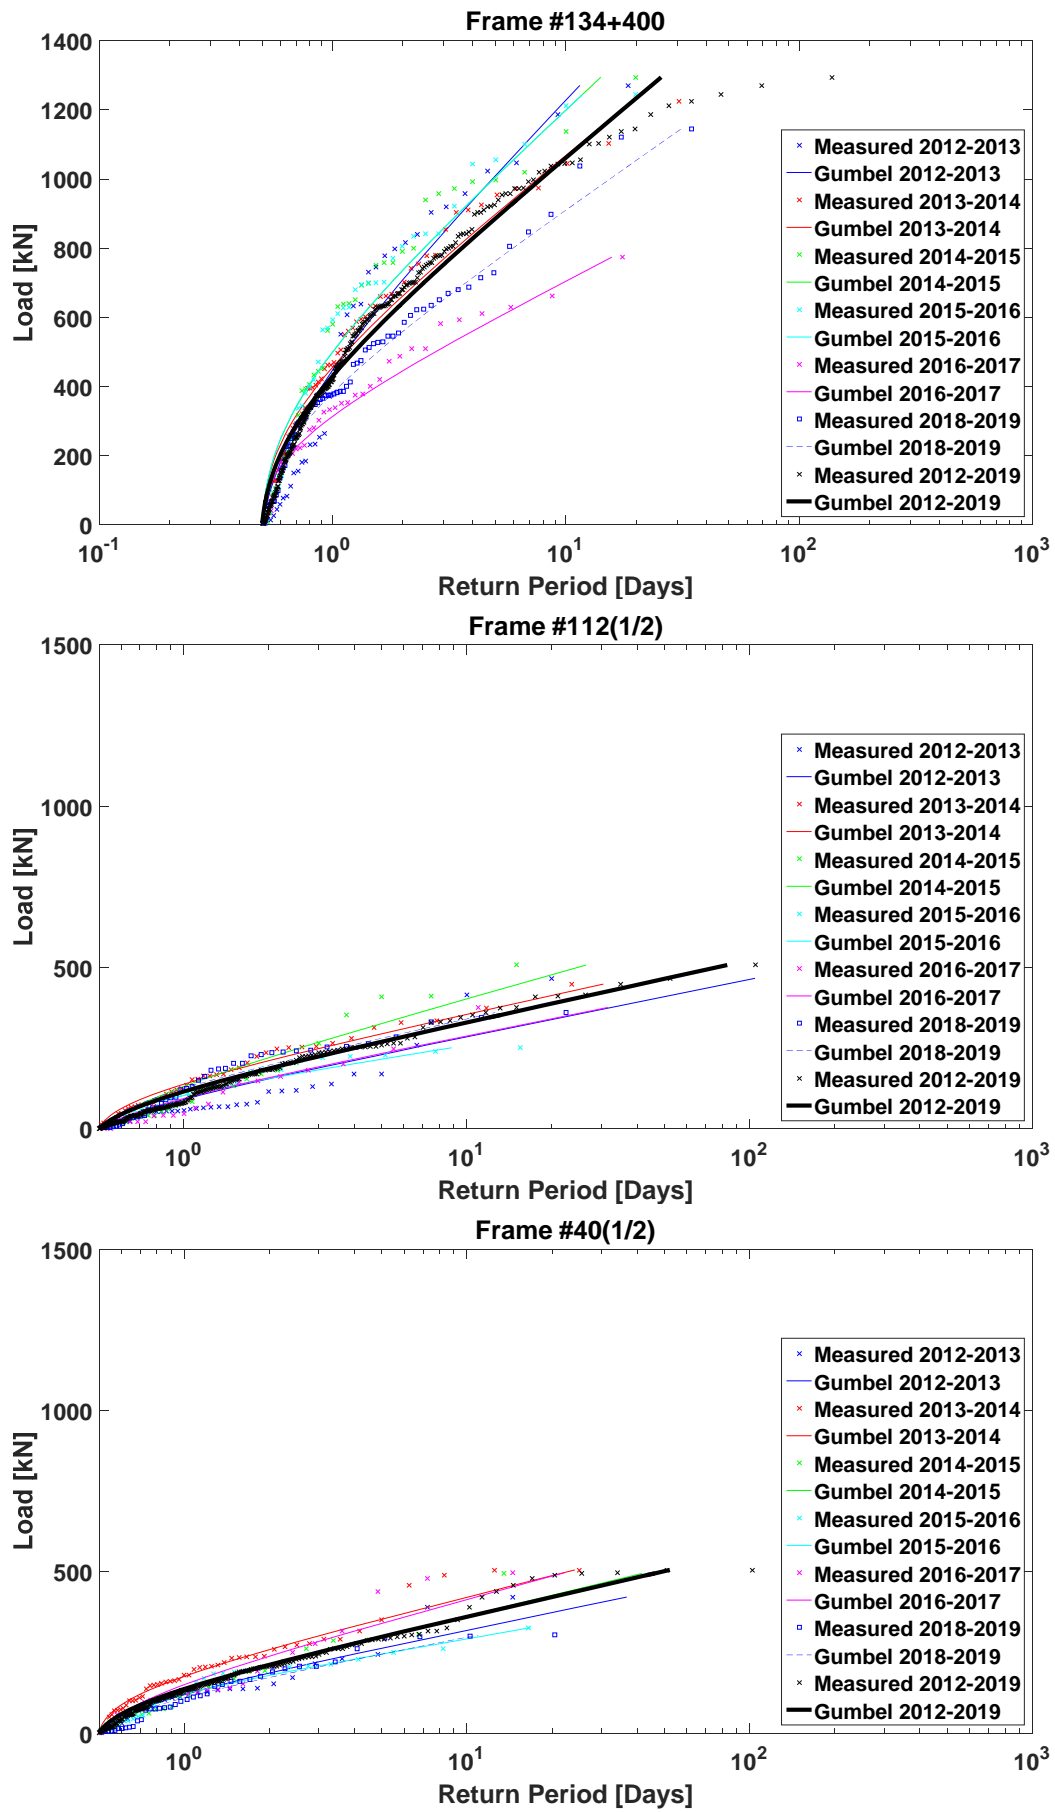 Frame #134+400
1400
1200
1000
800
600
400
200
0
Load [kN]
Measured 2012-2013
Gumbel 2012-2013
Measured 2013-2014
Gumbel 2013-2014
Measured 2014-2015
Gumbel 2014-2015
Measured 2015-2016
Gumbel 2015-2016
Measured 2016-2017
Gumbel 2016-2017
Measured 2018-2019
Gumbel 2018-2019
Measured 2012-2019
Gumbel 2012-2019
10^-1 10^0 10^1 10^2 10^3
Return Period [Days]
Frame #112(1/2)
1500
1000
500
0
Load [kN]
Measured 2012-2013
Gumbel 2012-2013
Measured 2013-2014
Gumbel 2013-2014
Measured 2014-2015
Gumbel 2014-2015
Measured 2015-2016
Gumbel 2015-2016
Measured 2016-2017
Gumbel 2016-2017
Measured 2018-2019
Gumbel 2018-2019
Measured 2012-2019
Gumbel 2012-2019
10^0 10^1 10^2 10^3
Return Period [Days]
Frame #40(1/2)
1500
1000
500
0
Load [kN]
Measured 2012-2013
Gumbel 2012-2013
Measured 2013-2014
Gumbel 2013-2014
Measured 2014-2015
Gumbel 2014-2015
Measured 2015-2016
Gumbel 2015-2016
Measured 2016-2017
Gumbel 2016-2017
Measured 2018-2019
Gumbel 2018-2019
Measured 2012-2019
Gumbel 2012-2019
10^0 10^1 10^2 10^3
Return Period [Days]